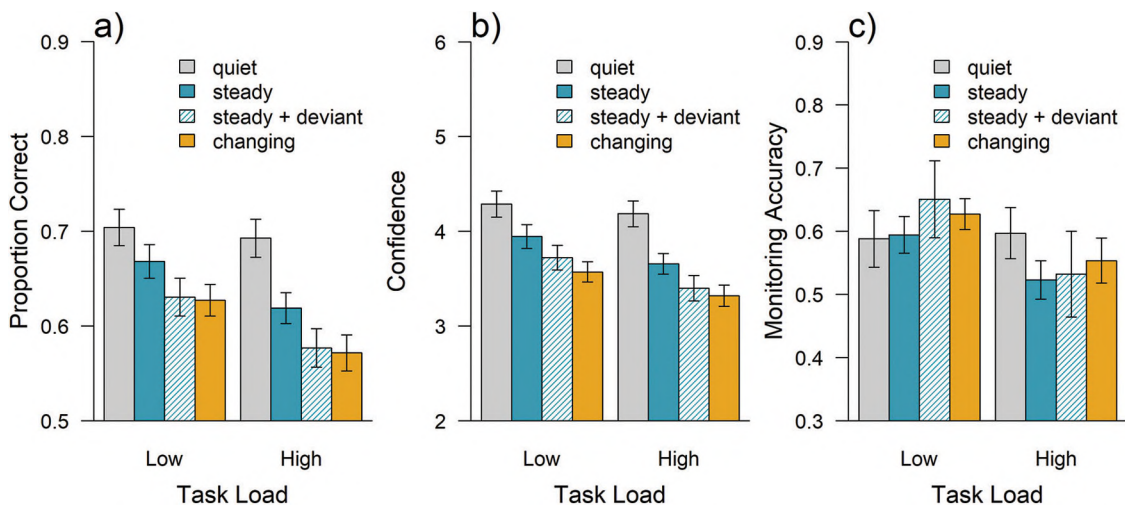 a)
Proportion Correct
0.9
0.8
0.7
0.6
0.5
quiet
steady
steady + deviant
changing
Low
High
Task Load
b)
Confidence
6
5
4
3
2
quiet
steady
steady + deviant
changing
Low
High
Task Load
c)
Monitoring Accuracy
0.9
0.8
0.7
0.6
0.5
0.4
0.3
quiet
steady
steady + deviant
changing
Low
High
Task Load